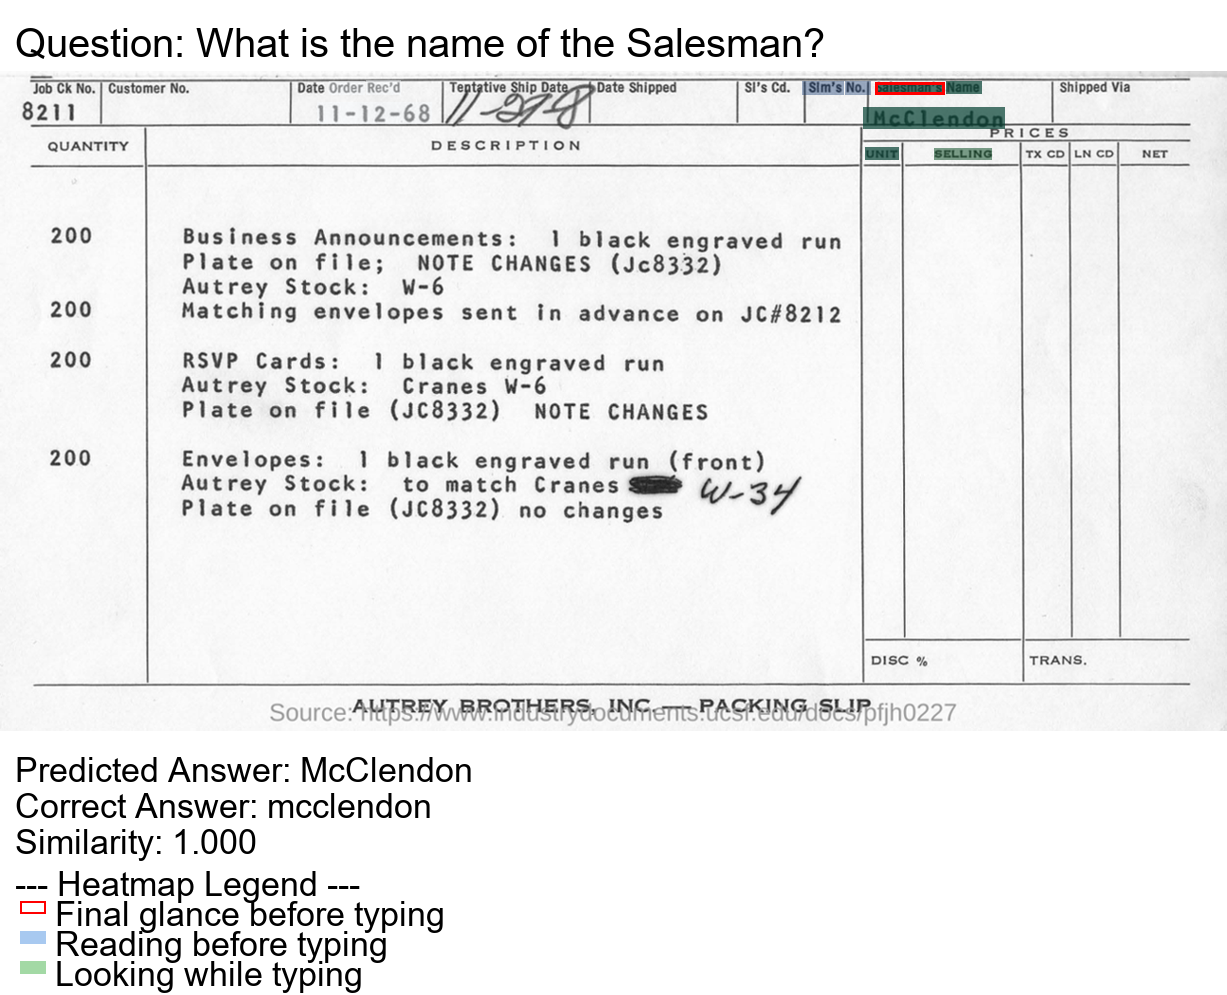 Question: What is the name of the Salesman?
Job Ck No. Customer No. Date Order Rec'd Tentative Ship Date Date Shipped Sl's Cd. Slm's No. Salesman's Name Shipped Via
8211 11-12-68 McClendon
PRICES
QUANTITY DESCRIPTION UNIT SELLING TX CD LN CD NET
200 Business Announcements: 1 black engraved run
Plate on file; NOTE CHANGES (Jc8332)
Autrey Stock: W-6
200 Matching envelopes sent in advance on JC#8212
200 RSVP Cards: 1 black engraved run
Autrey Stock: Cranes W-6
Plate on file (JC8332) NOTE CHANGES
200 Envelopes: 1 black engraved run (front)
Autrey Stock: to match Cranes W-34
Plate on file (JC8332) no changes
DISC % TRANS.
AUTREY BROTHERS, INC. — PACKING SLIP
Source: https://www.industrydocuments.ucsf.edu/docs/pfjh0227
Predicted Answer: McClendon
Correct Answer: mcclendon
Similarity: 1.000
--- Heatmap Legend ---
Final glance before typing
Reading before typing
Looking while typing